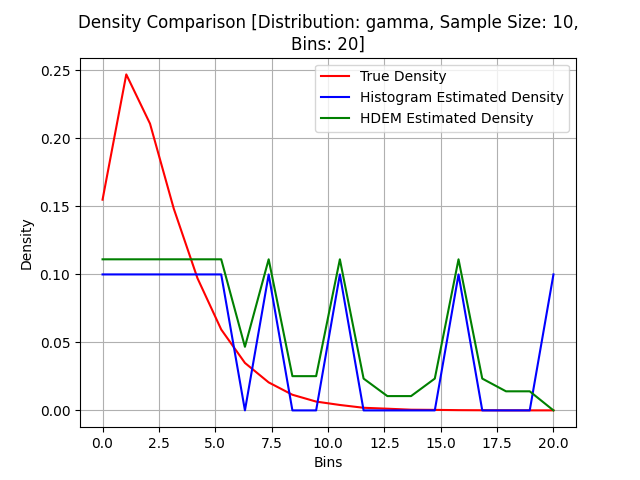 Density Comparison [Distribution: gamma, Sample Size: 10,
Bins: 20]
True Density
Histogram Estimated Density
HDEM Estimated Density
Density
0.25
0.20
0.15
0.10
0.05
0.00
0.0 2.5 5.0 7.5 10.0 12.5 15.0 17.5 20.0
Bins